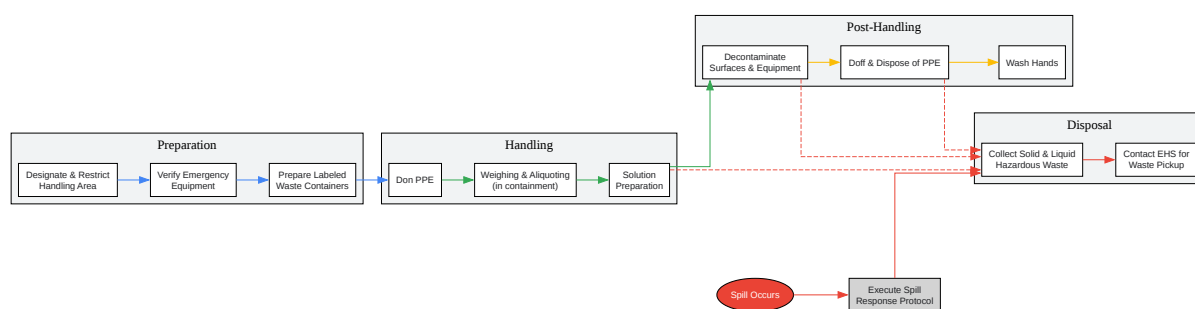 Post-Handling
Decontaminate
Surfaces & Equipment
Doff & Dispose of PPE
Wash Hands
Preparation
Designate & Restrict
Handling Area
Verify Emergency
Equipment
Prepare Labeled
Waste Containers
Handling
Don PPE
Weighing & Aliquoting
(in containment)
Solution
Preparation
Disposal
Collect Solid & Liquid
Hazardous Waste
Contact EHS for
Waste Pickup
Spill Occurs
Execute Spill
Response Protocol